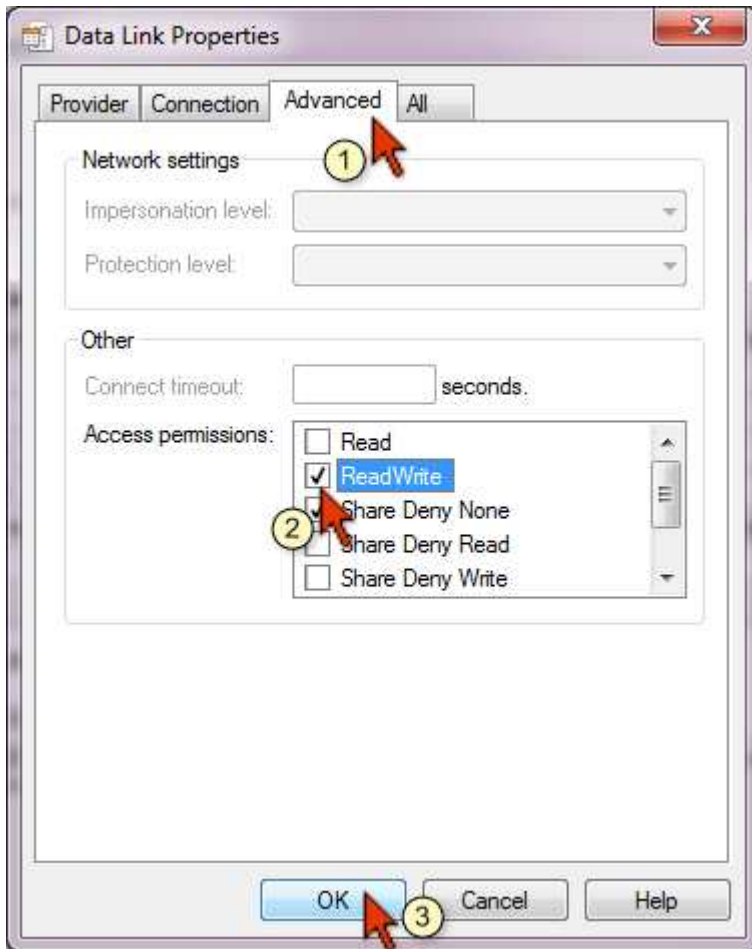 Data Link Properties
Provider Connection Advanced All
1
Network settings
Impersonation level:
Protection level:
Other
Connect timeout: seconds.
Access permissions: Read
ReadWrite
2 Share Deny None
Share Deny Read
Share Deny Write
OK Cancel Help
3